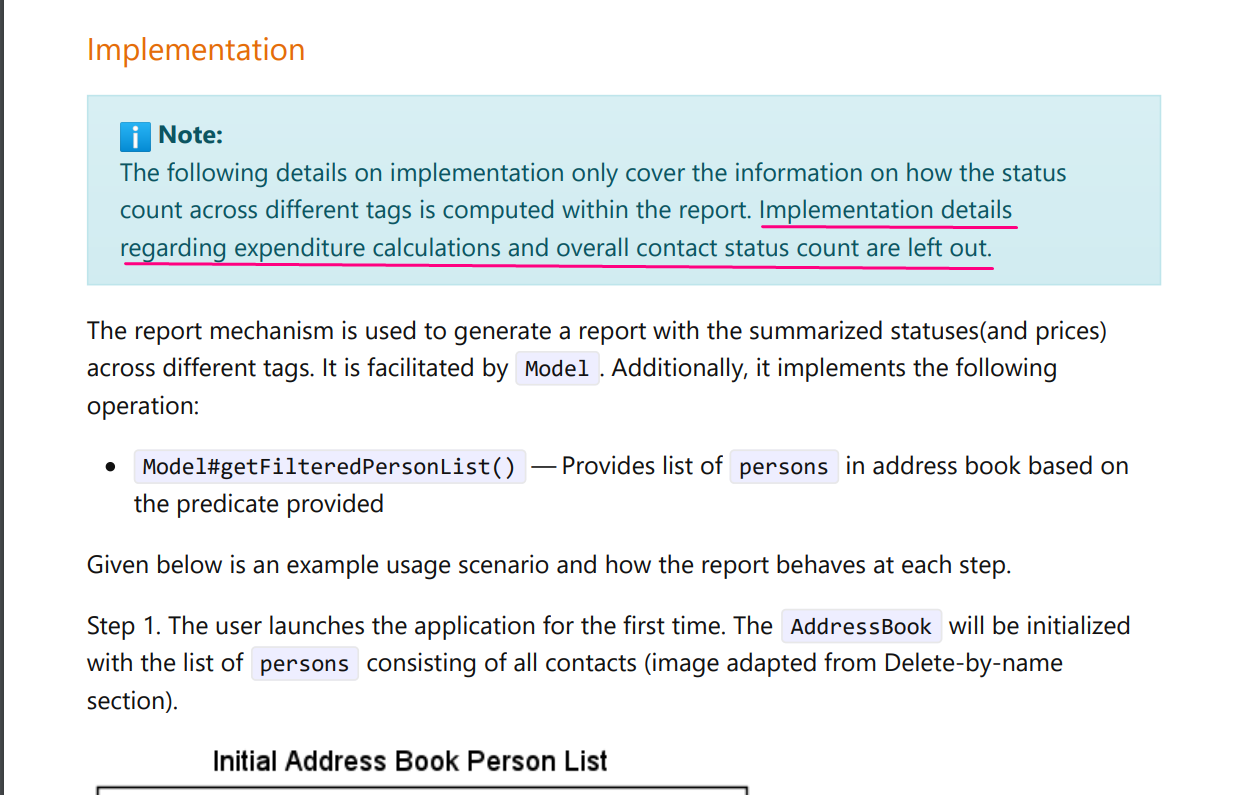 Implementation
Note:
The following details on implementation only cover the information on how the status
count across different tags is computed within the report. Implementation details
regarding expenditure calculations and overall contact status count are left out.
The report mechanism is used to generate a report with the summarized statuses(and prices)
across different tags. It is facilitated by Model. Additionally, it implements the following
operation:
• Model#getFilteredPersonList() — Provides list of persons in address book based on
the predicate provided
Given below is an example usage scenario and how the report behaves at each step.
Step 1. The user launches the application for the first time. The AddressBook will be initialized
with the list of persons consisting of all contacts (image adapted from Delete-by-name
section).
Initial Address Book Person List